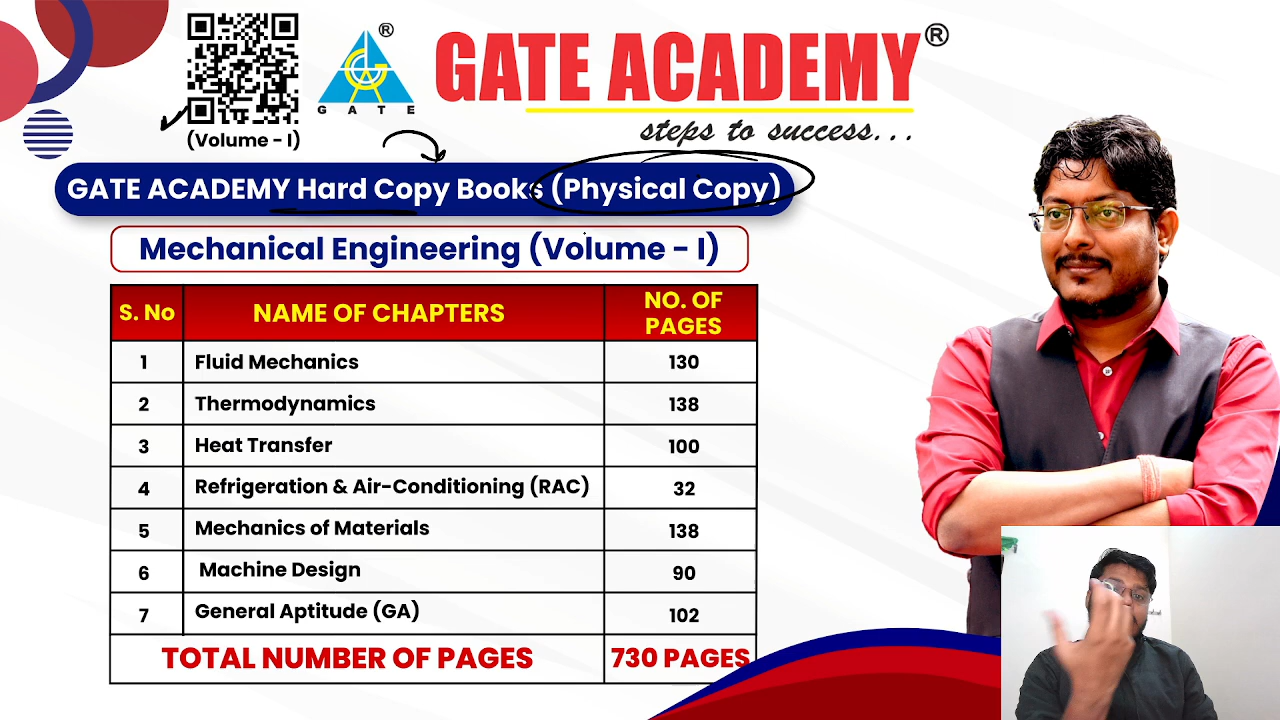 (Volume - I)
GATE
GATE ACADEMY®
steps to success...
GATE ACADEMY Hard Copy Books (Physical Copy)
Mechanical Engineering (Volume - I)
S. No NAME OF CHAPTERS NO. OF PAGES
1 Fluid Mechanics 130
2 Thermodynamics 138
3 Heat Transfer 100
4 Refrigeration & Air-Conditioning (RAC) 32
5 Mechanics of Materials 138
6 Machine Design 90
7 General Aptitude (GA) 102
TOTAL NUMBER OF PAGES 730 PAGES